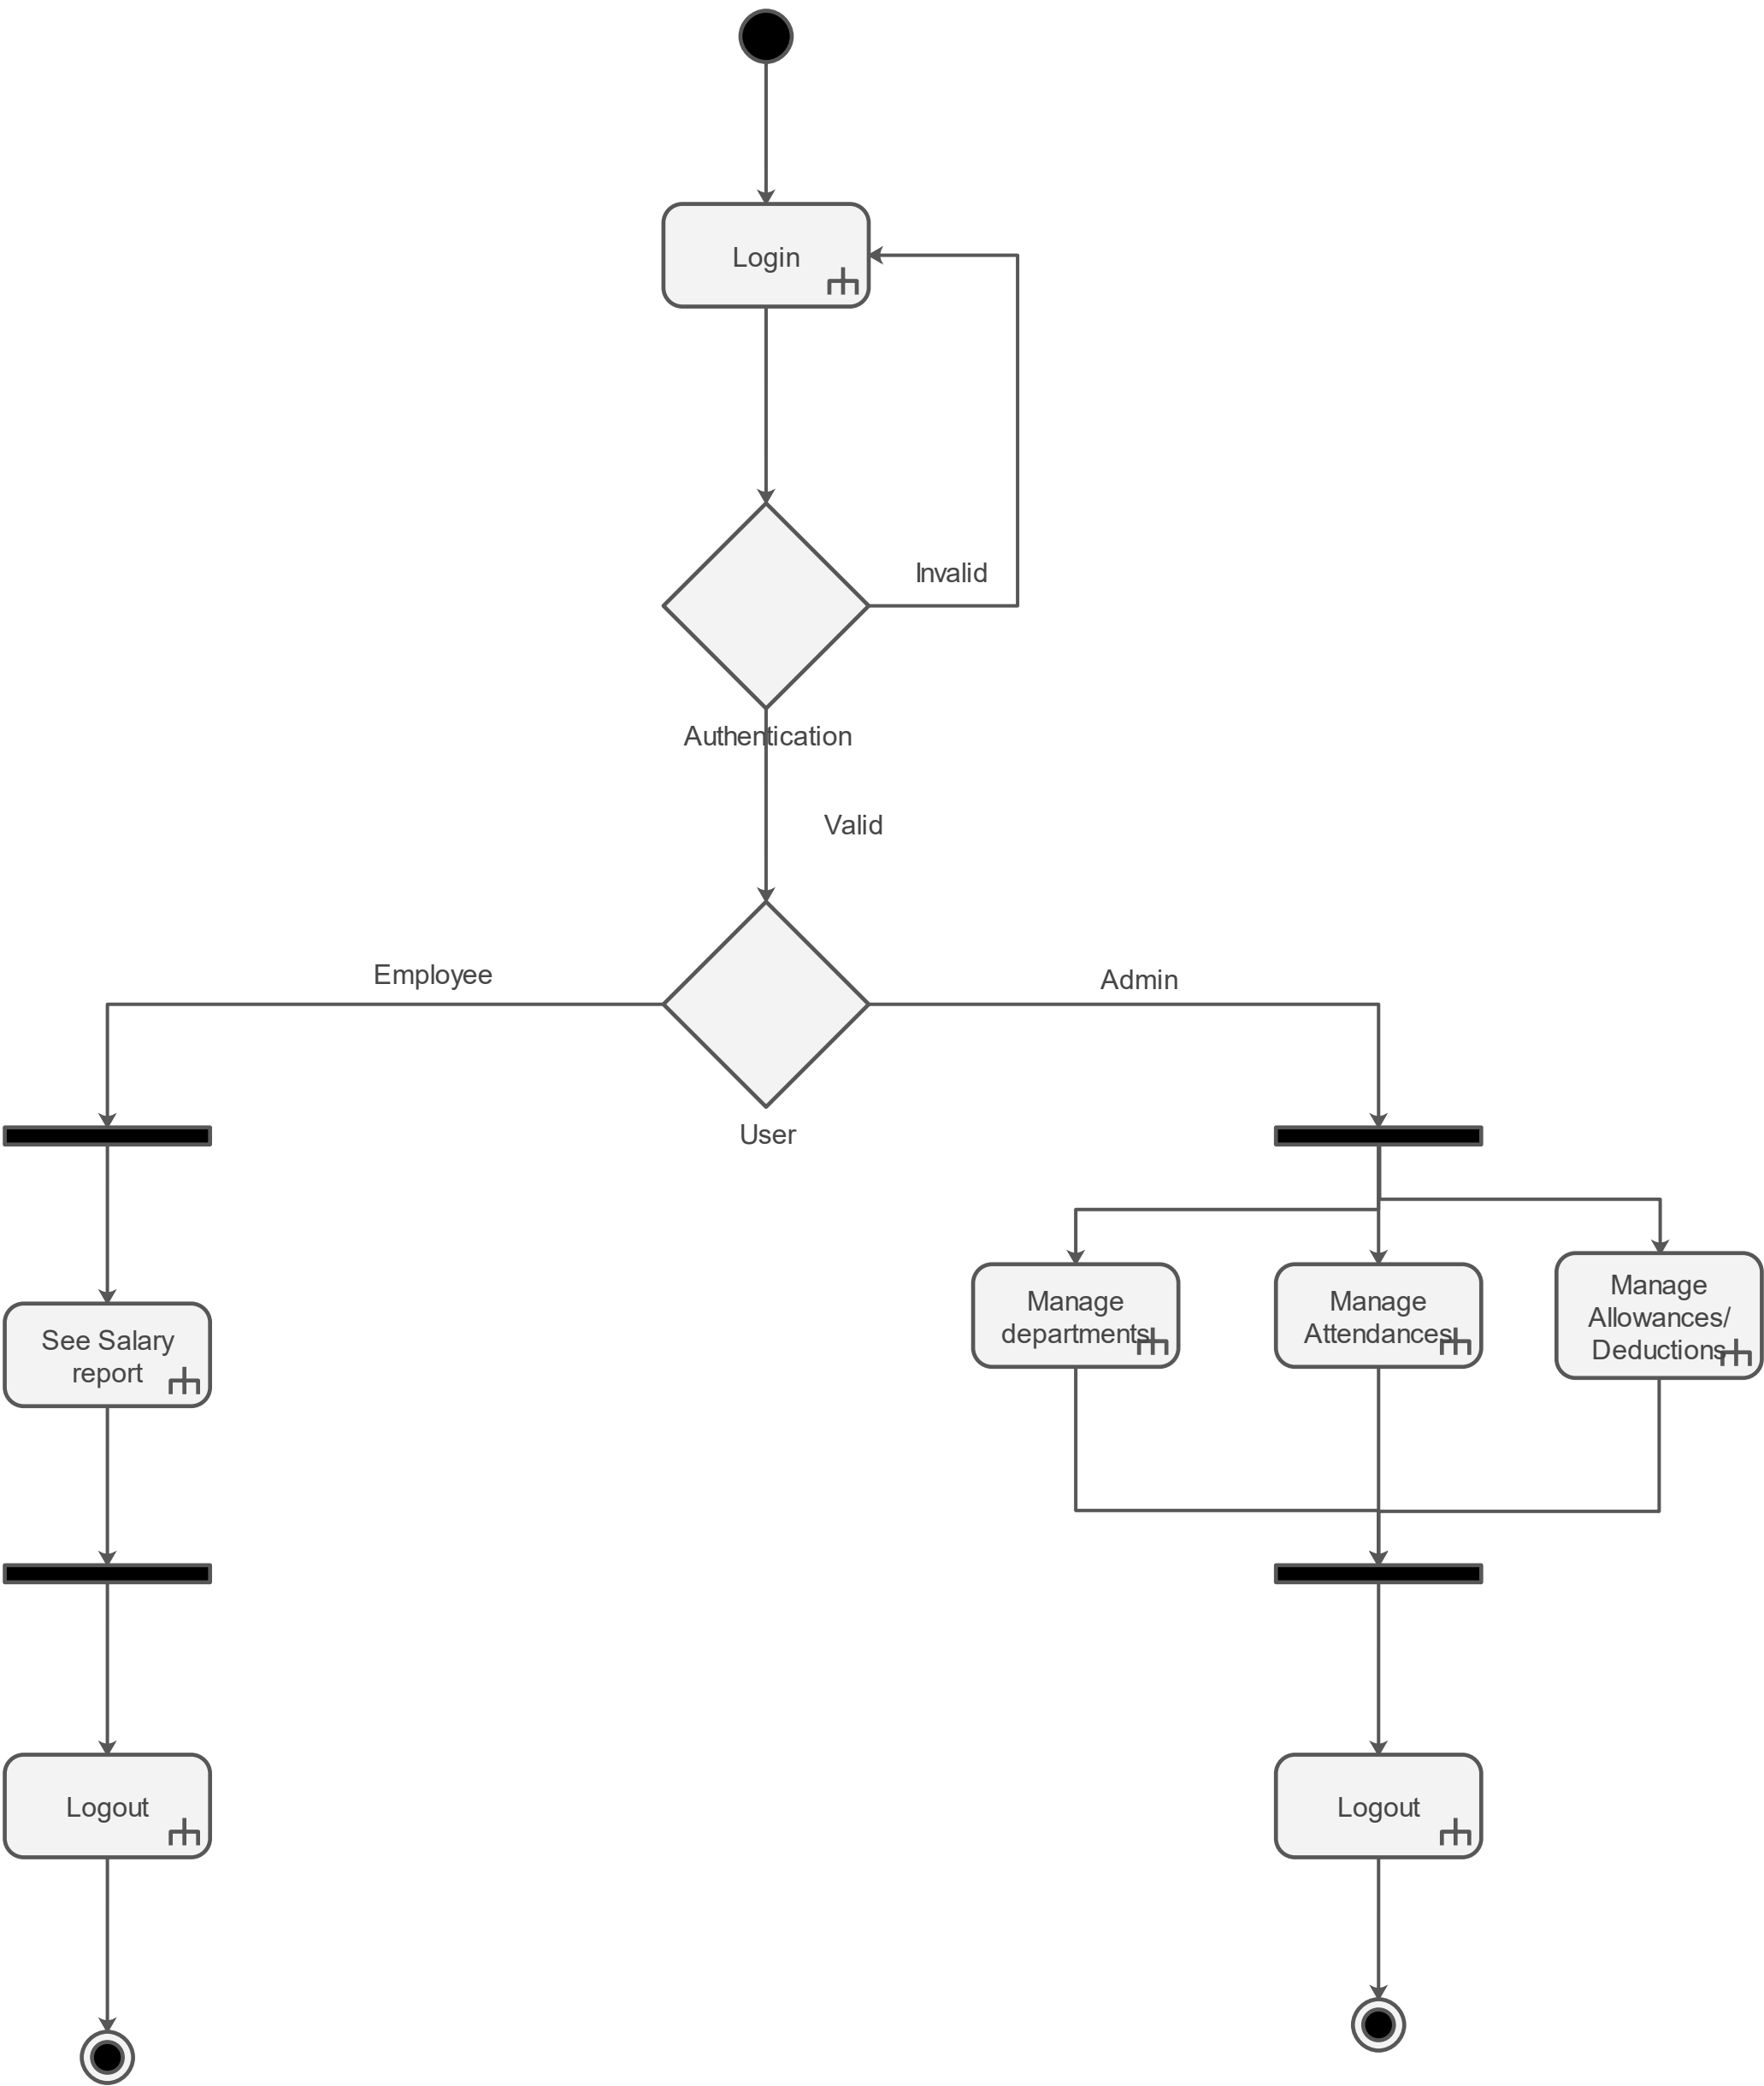 Login
Invalid
Authentication
Valid
Employee
Admin
User
Manage
departments
Manage
Attendances
Manage
Allowances/
Deductions
See Salary
report
Logout
Logout